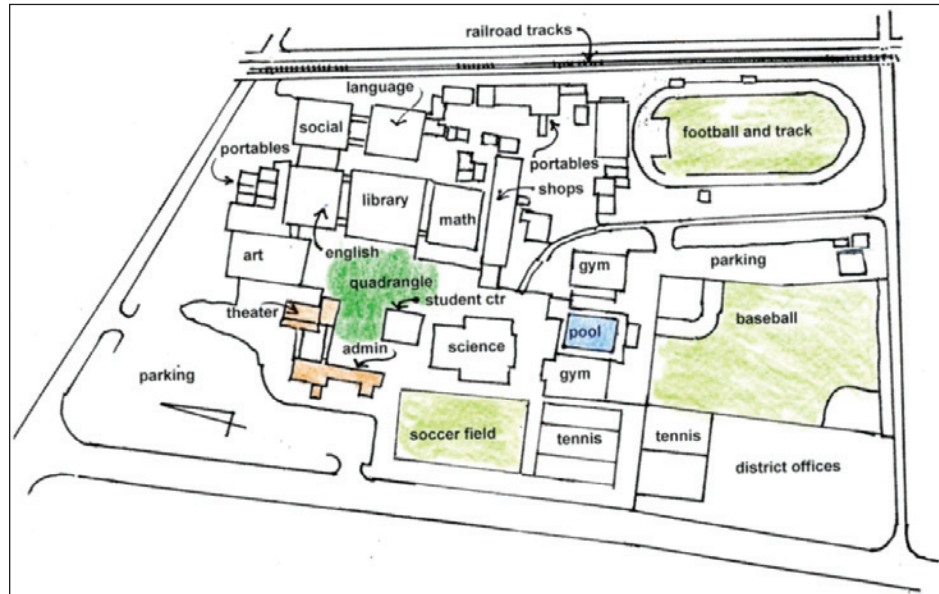 railroad tracks
language
social
football and track
portables
portables
shops
library
math
english
art
gym
parking
quadrangle
theater
student ctr
baseball
pool
science
admin
parking
gym
soccer field
tennis
tennis
district offices